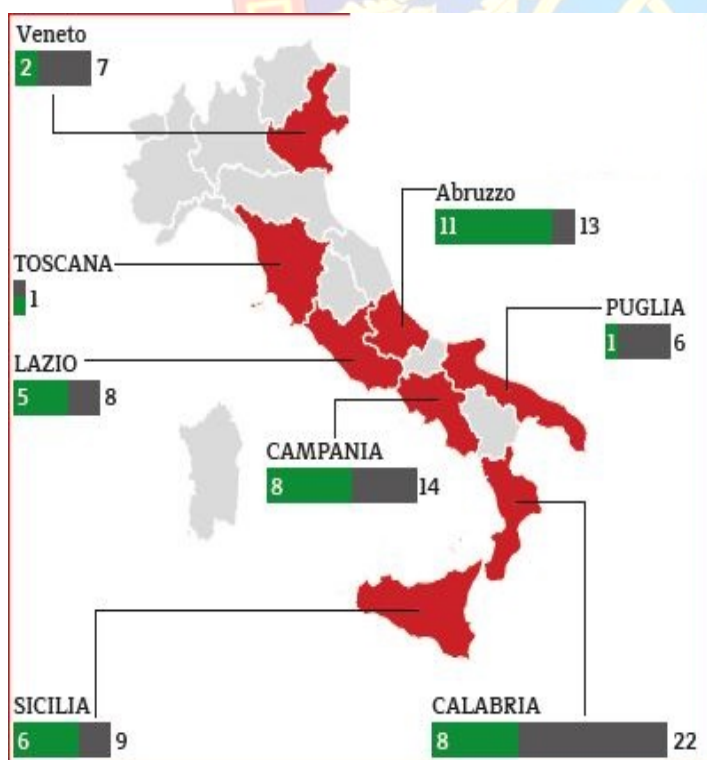 Veneto
2 7
Abruzzo
11 13
TOSCANA
1
PUGLIA
1 6
LAZIO
5 8
CAMPANIA
8 14
SICILIA
6 9
CALABRIA
8 22